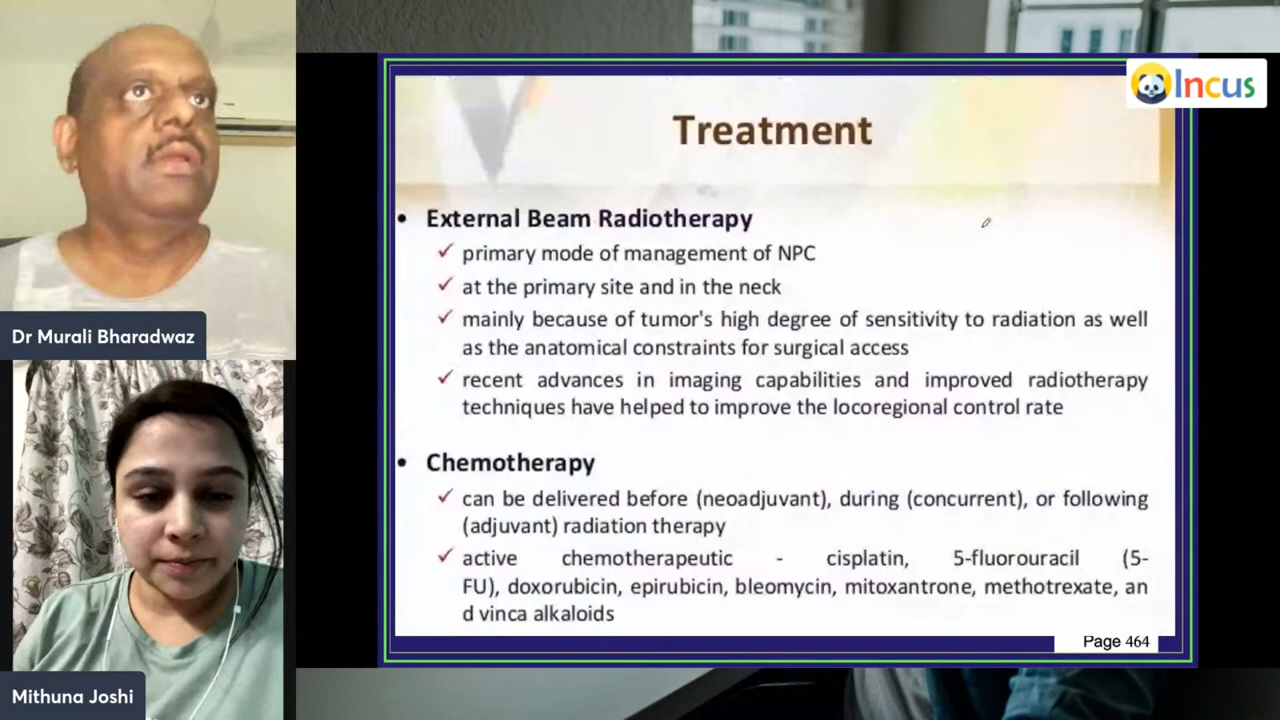 Incus
Treatment
• External Beam Radiotherapy
✓ primary mode of management of NPC
✓ at the primary site and in the neck
✓ mainly because of tumor's high degree of sensitivity to radiation as well
as the anatomical constraints for surgical access
✓ recent advances in imaging capabilities and improved radiotherapy
techniques have helped to improve the locoregional control rate
• Chemotherapy
✓ can be delivered before (neoadjuvant), during (concurrent), or following
(adjuvant) radiation therapy
✓ active chemotherapeutic - cisplatin, 5-fluorouracil (5-
FU), doxorubicin, epirubicin, bleomycin, mitoxantrone, methotrexate, an
d vinca alkaloids
Page 464
Dr Murali Bharadwaz
Mithuna Joshi